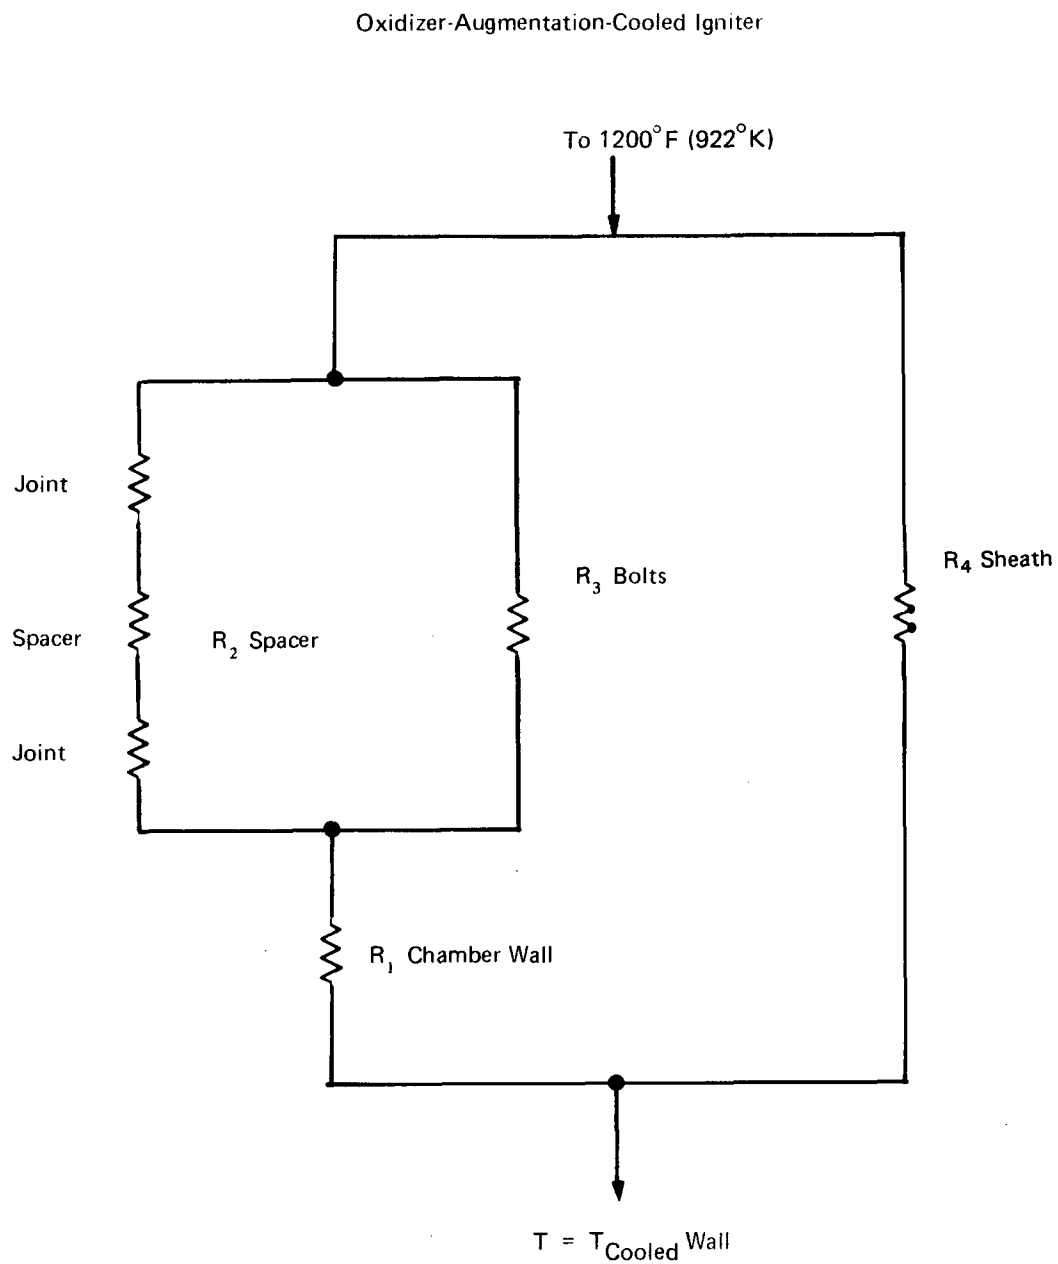 Oxidizer-Augmentation-Cooled Igniter
To 1200°F (922°K)
Joint
R4 Sheath
R3 Bolts
Spacer
R2 Spacer
Joint
R1 Chamber Wall
T = TCooled Wall